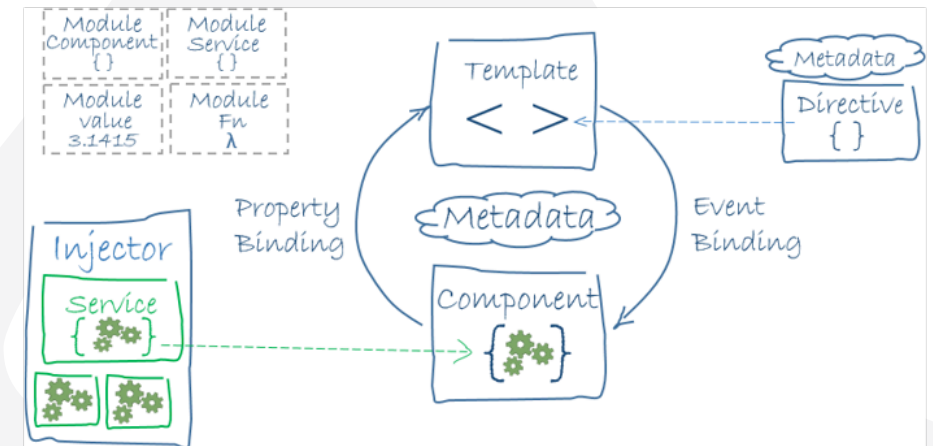 Module
Component
{ }
Module
Service
{ }
Module
value
3.1415
Module
Fn
λ
Template
< >
Metadata
Directive
{ }
Property
Binding
Metadata
Event
Binding
Injector
Service
{ }
Component
{ }